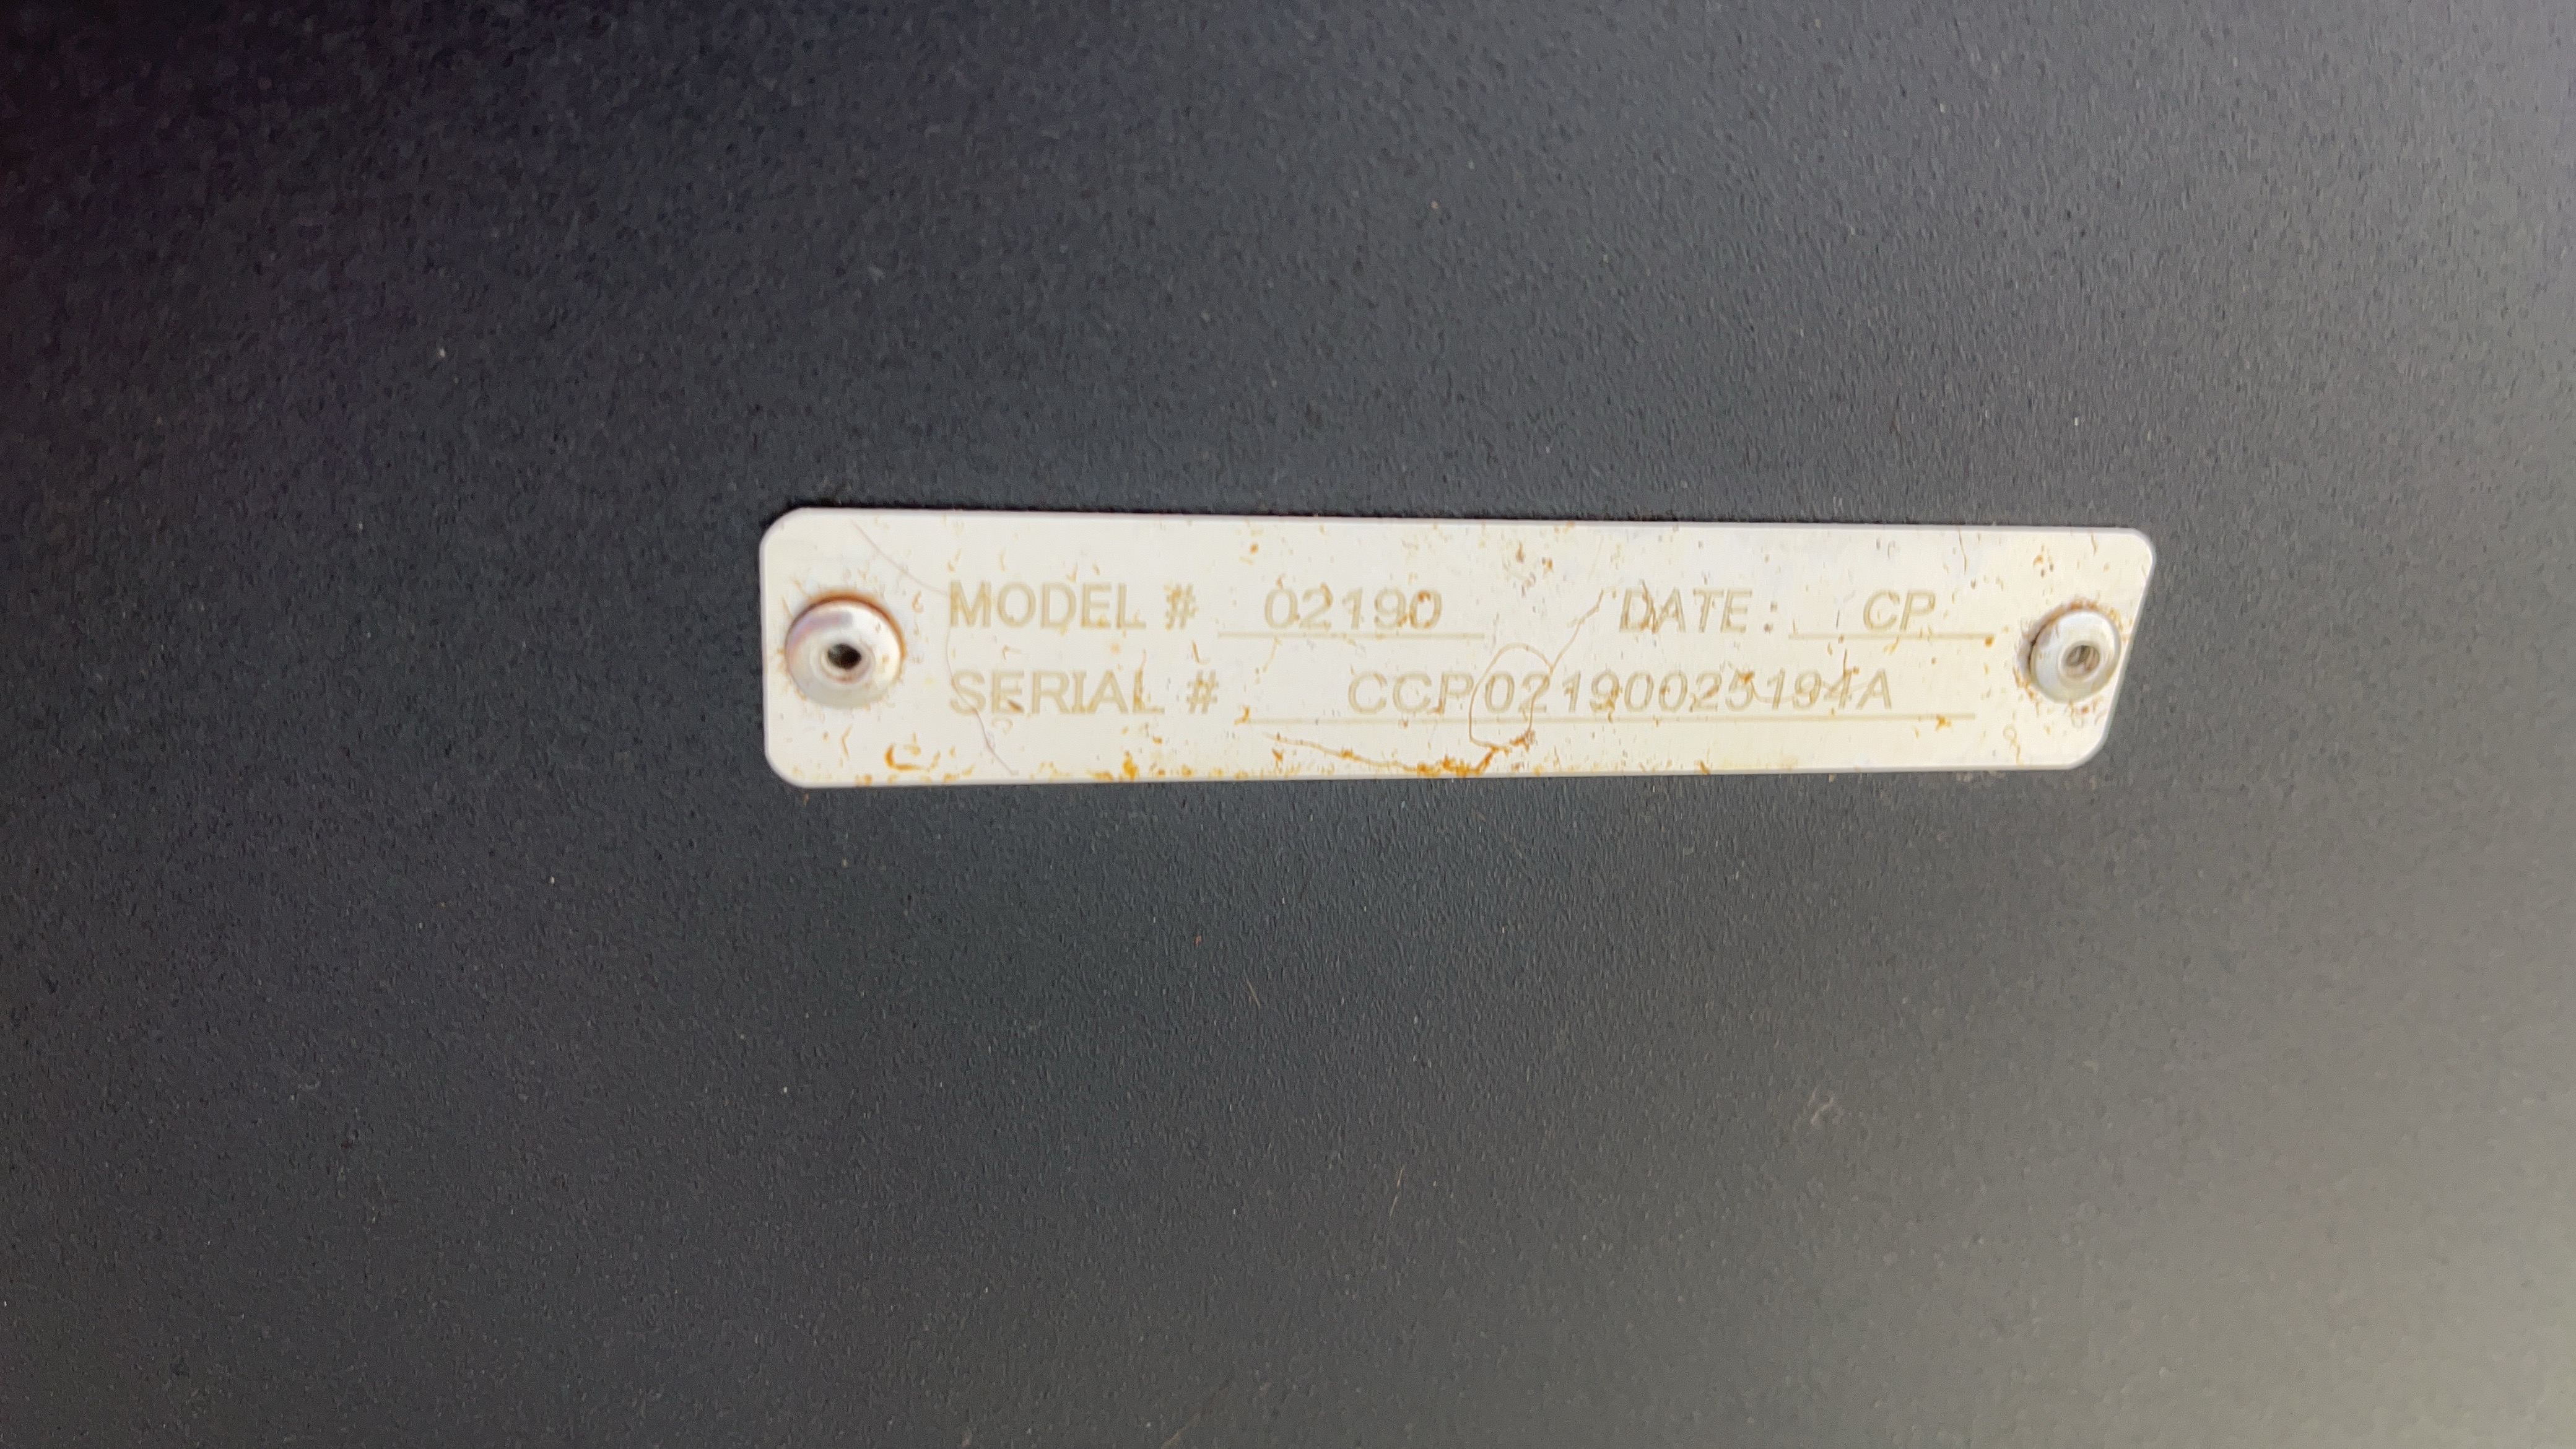 MODEL # 02190 DATE: CP
SERIAL # CCP02190025194A